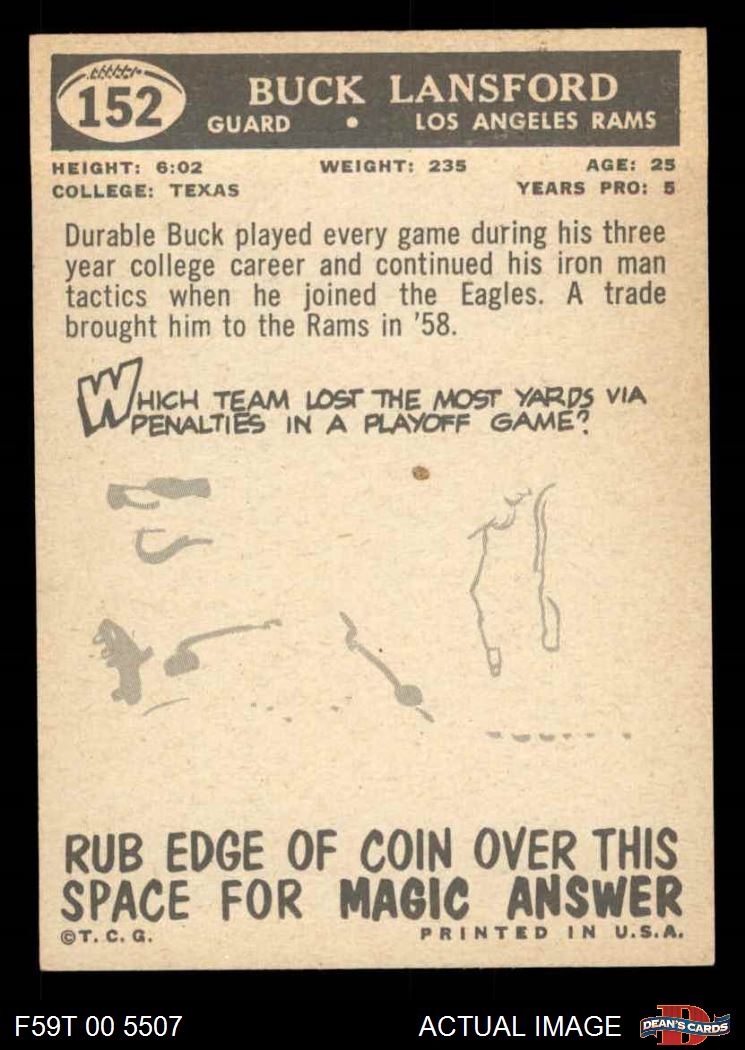 152
BUCK LANSFORD
GUARD • LOS ANGELES RAMS
HEIGHT: 6:02 WEIGHT: 235 AGE: 25
COLLEGE: TEXAS YEARS PRO: 5
Durable Buck played every game during his three
year college career and continued his iron man
tactics when he joined the Eagles. A trade
brought him to the Rams in '58.
WHICH TEAM LOST THE MOST YARDS VIA
PENALTIES IN A PLAYOFF GAME?
RUB EDGE OF COIN OVER THIS
SPACE FOR MAGIC ANSWER
©T. C. G. PRINTED IN U.S.A.
F59T 00 5507 ACTUAL IMAGE D DEAN'S CARDS